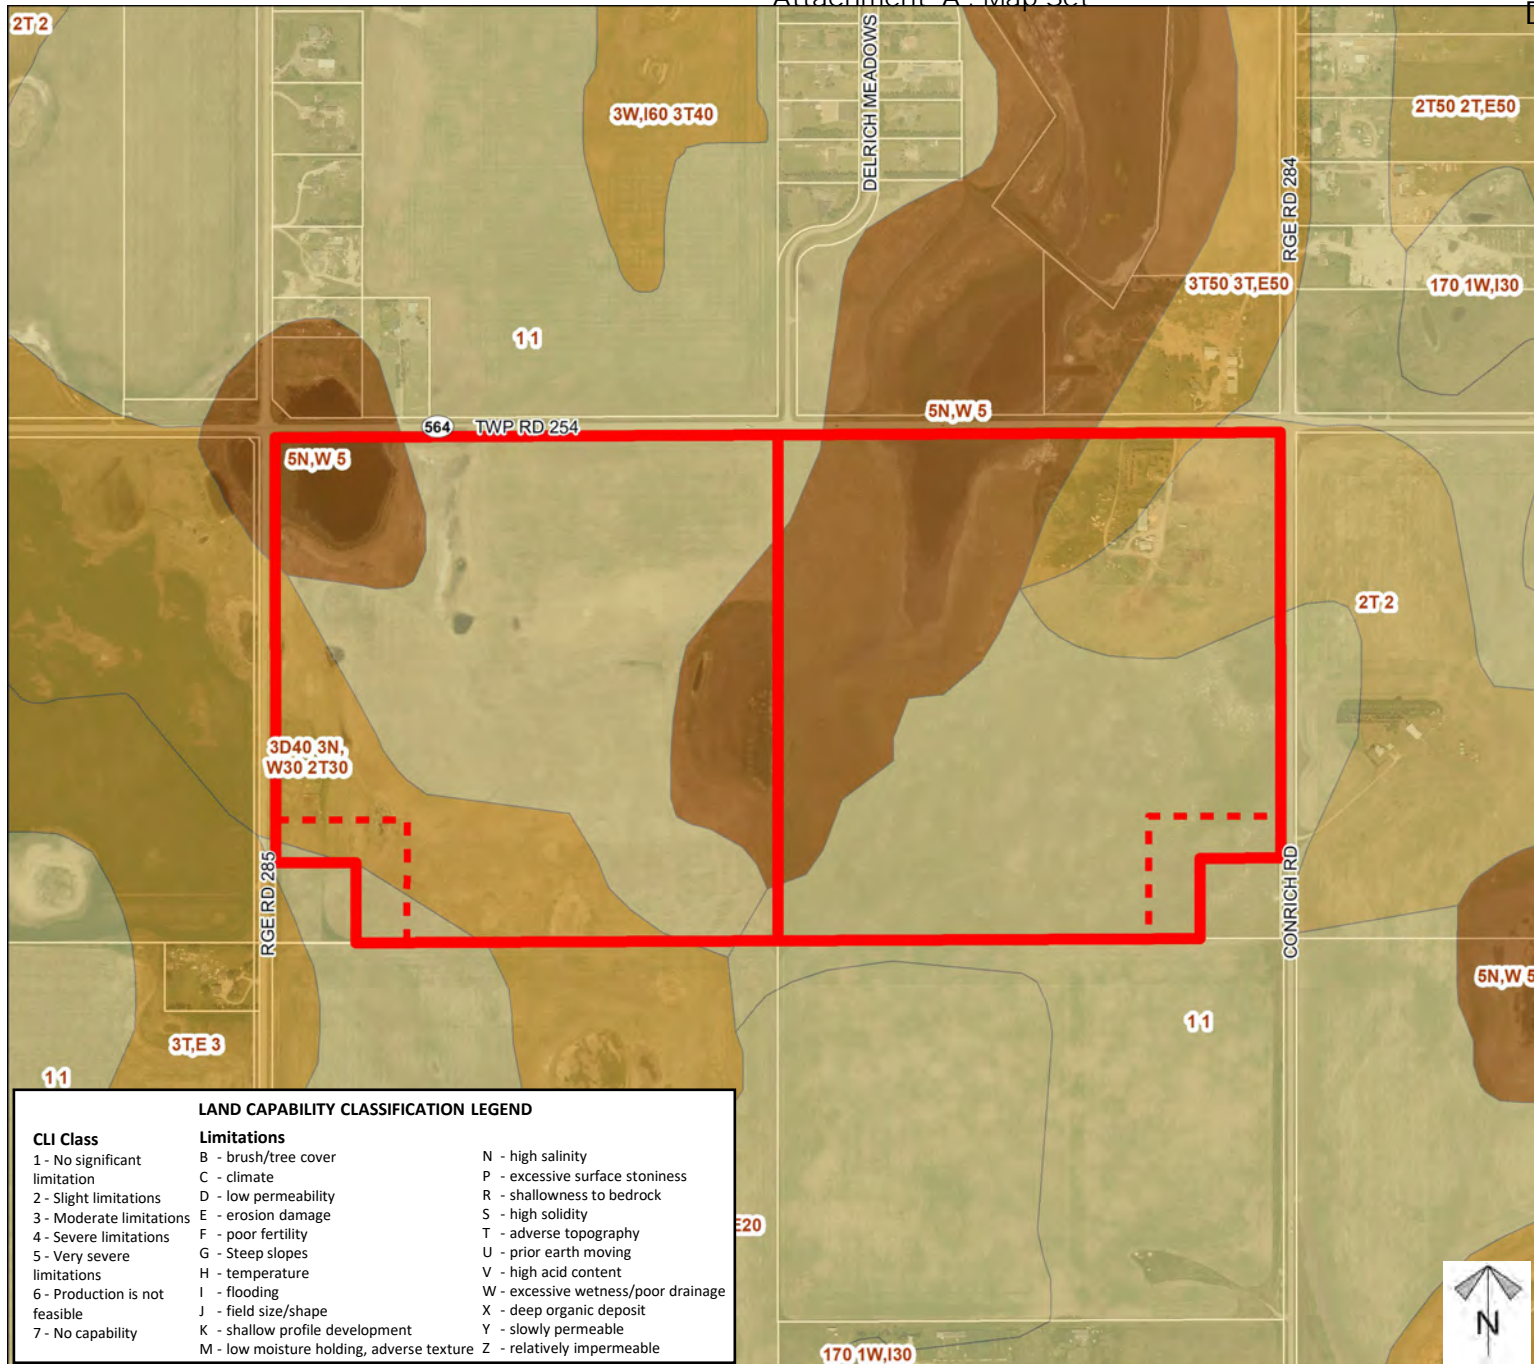 Attachment 'A': Map Set
2T 2
3W,I60 3T40
DELRICH MEADOWS
2T50 2T,E50
RGE RD 284
3T50 3T,E50
170 1W,I30
1 1
5N,W 5
564 TWP RD 254
5N,W 5
2T 2
3D40 3N,
W30 2T30
RGE RD 285
CONRICH RD
5N,W 5
1 1
3T,E 3
1 1
E20
170 1W,I30
LAND CAPABILITY CLASSIFICATION LEGEND
CLI Class
1 - No significant
limitation
2 - Slight limitations
3 - Moderate limitations
4 - Severe limitations
5 - Very severe
limitations
6 - Production is not
feasible
7 - No capability
Limitations
B - brush/tree cover
C - climate
D - low permeability
E - erosion damage
F - poor fertility
G - Steep slopes
H - temperature
I - flooding
J - field size/shape
K - shallow profile development
M - low moisture holding, adverse texture
N - high salinity
P - excessive surface stoniness
R - shallowness to bedrock
S - high solidity
T - adverse topography
U - prior earth moving
V - high acid content
W - excessive wetness/poor drainage
X - deep organic deposit
Y - slowly permeable
Z - relatively impermeable
N